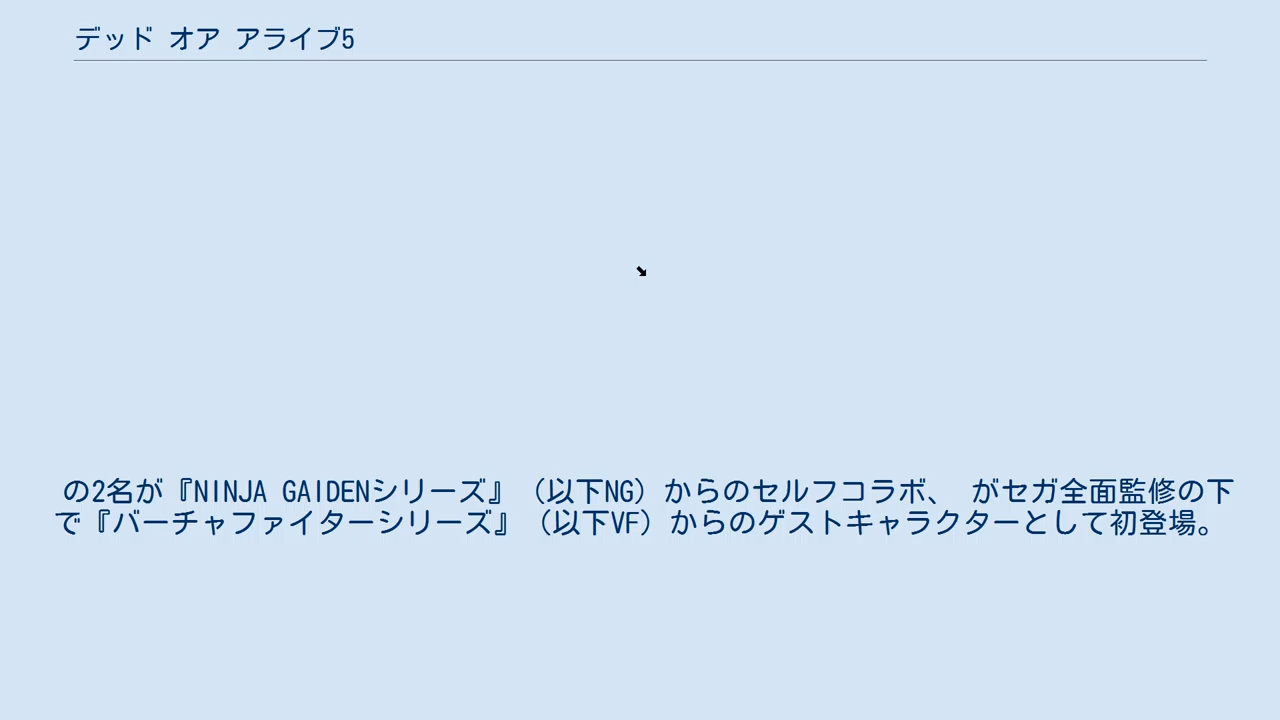 デッド オア アライブ5
の2名が『NINJA GAIDENシリーズ』（以下NG）からのセルフコラボ、 がセガ全面監修の下
で『バーチャファイターシリーズ』（以下VF）からのゲストキャラクターとして初登場。